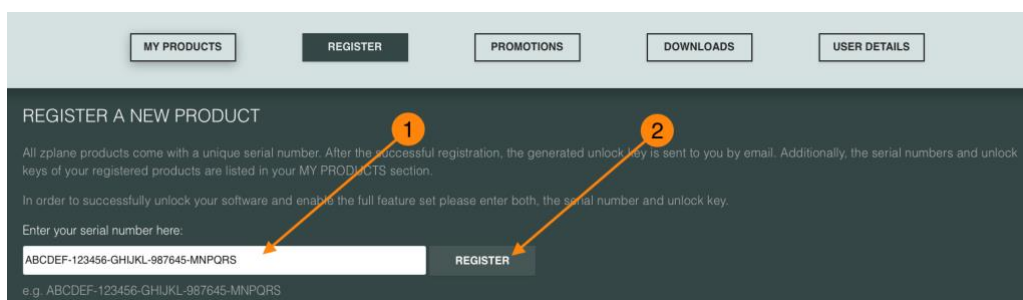 MY PRODUCTS REGISTER PROMOTIONS DOWNLOADS USER DETAILS
REGISTER A NEW PRODUCT
1 2
All zplane products come with a unique serial number. After the successful registration, the generated unlock key is sent to you by email. Additionally, the serial numbers and unlock
keys of your registered products are listed in your MY PRODUCTS section.
In order to successfully unlock your software and enable the full feature set please enter both, the serial number and unlock key.
Enter your serial number here:
ABCDEF-123456-GHIJKL-987645-MNPQRS REGISTER
e.g. ABCDEF-123456-GHIJKL-987645-MNPQRS